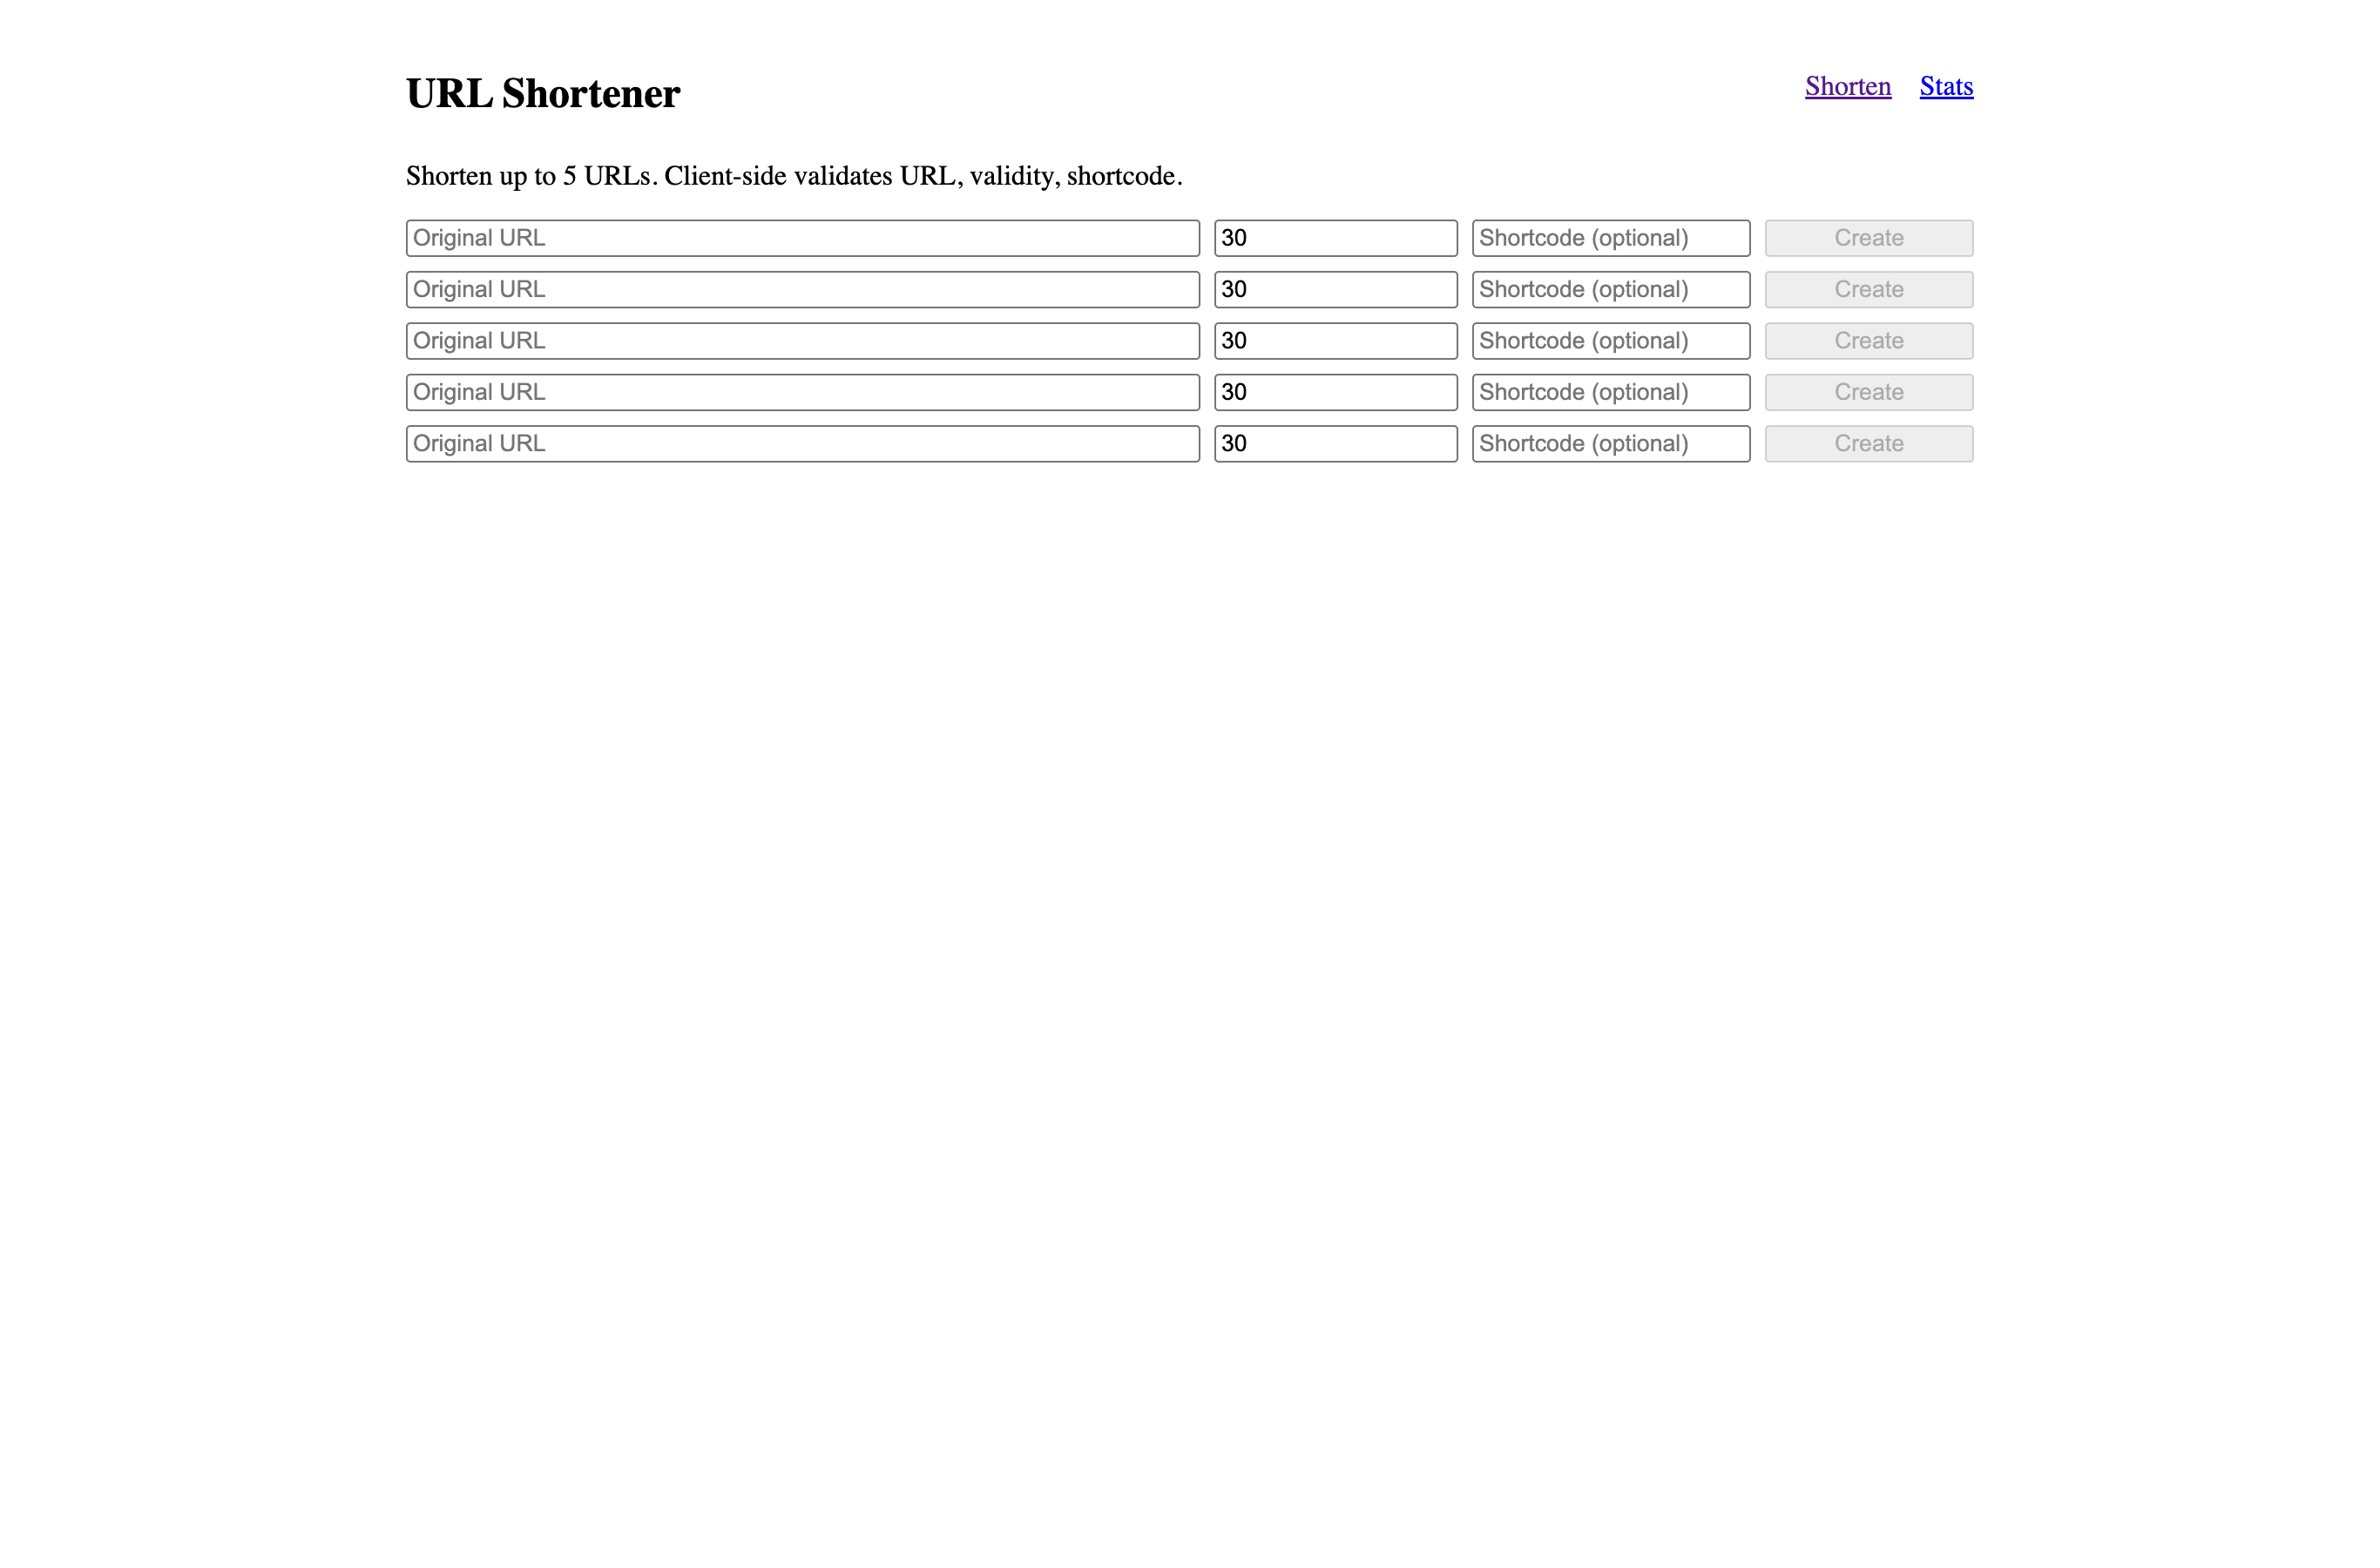 URL Shortener Shorten Stats
Shorten up to 5 URLs. Client-side validates URL, validity, shortcode.
Original URL 30 Shortcode (optional) Create
Original URL 30 Shortcode (optional) Create
Original URL 30 Shortcode (optional) Create
Original URL 30 Shortcode (optional) Create
Original URL 30 Shortcode (optional) Create